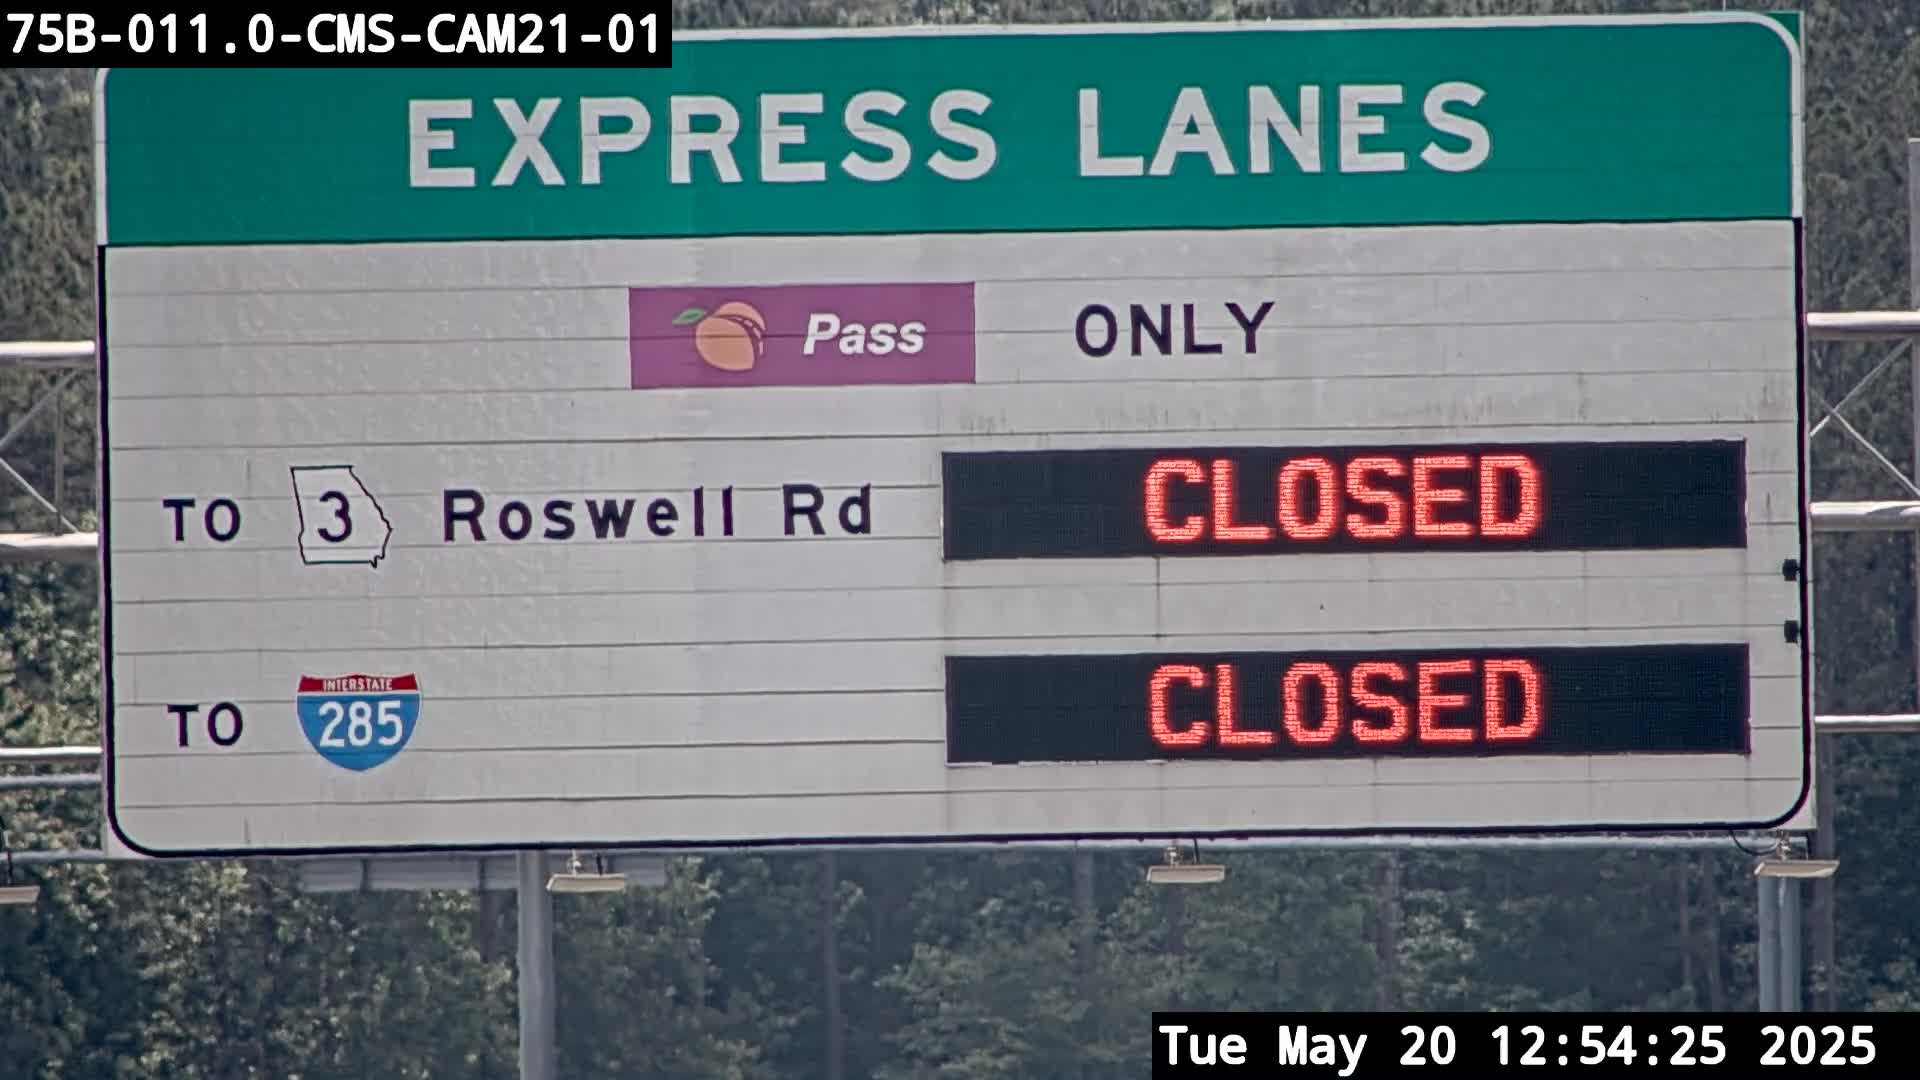 75B-011.0-CMS-CAM21-01
EXPRESS LANES
Pass ONLY
TO 3 Roswell Rd CLOSED
INTERSTATE
TO 285 CLOSED
Tue May 20 12:54:25 2025